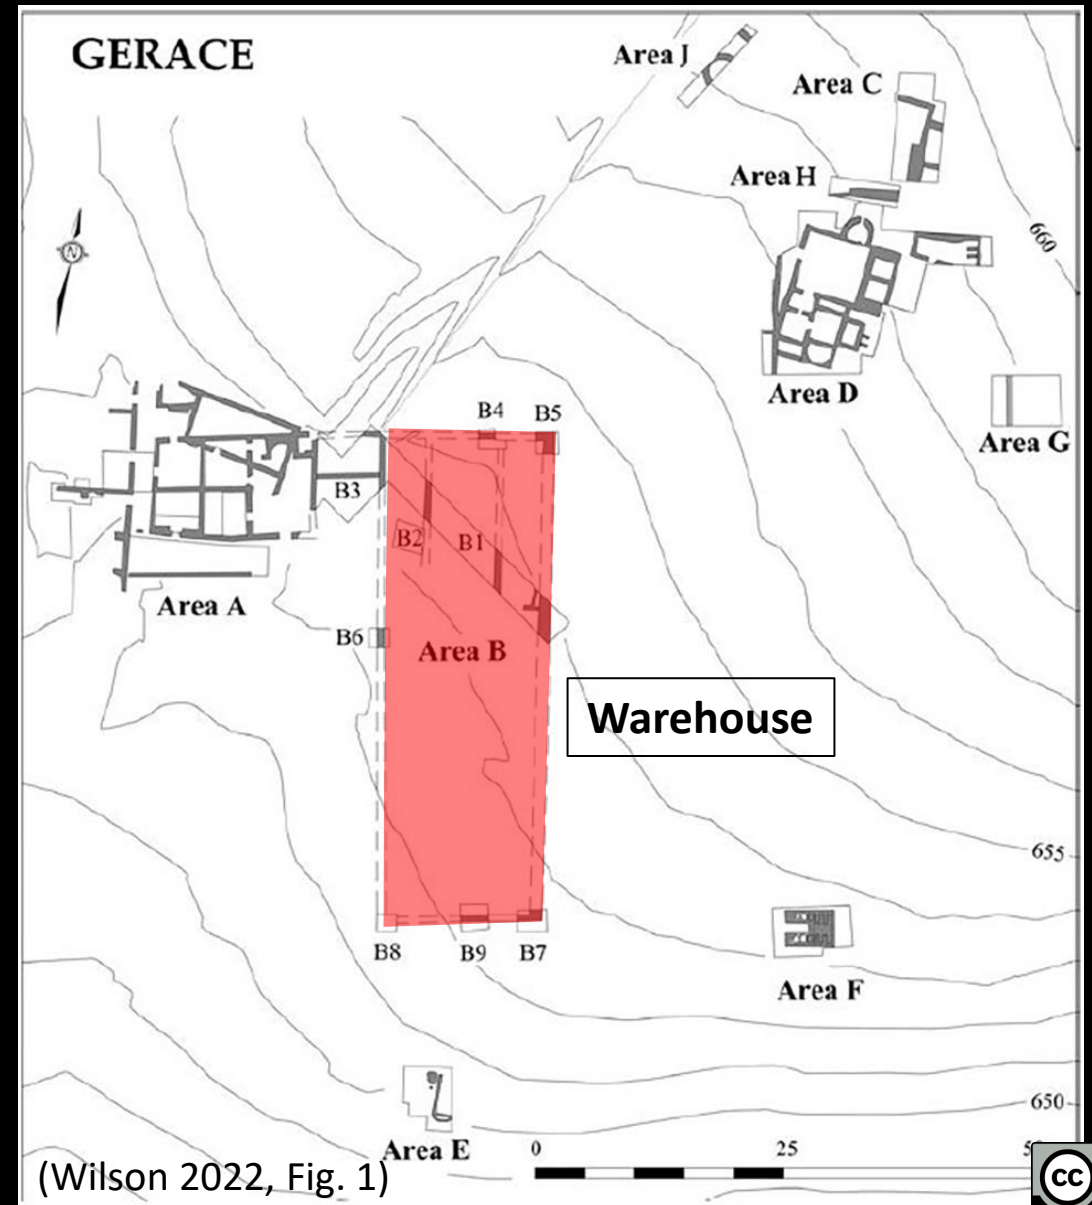 GERACE
Area J
Area C
Area H
660
Area D
Area G
N
B4
B5
B3
B2
B1
Area A
B6
Area B
Warehouse
655
B8
B9
B7
Area F
650
Area E
0
25
(Wilson 2022, Fig. 1)
cc